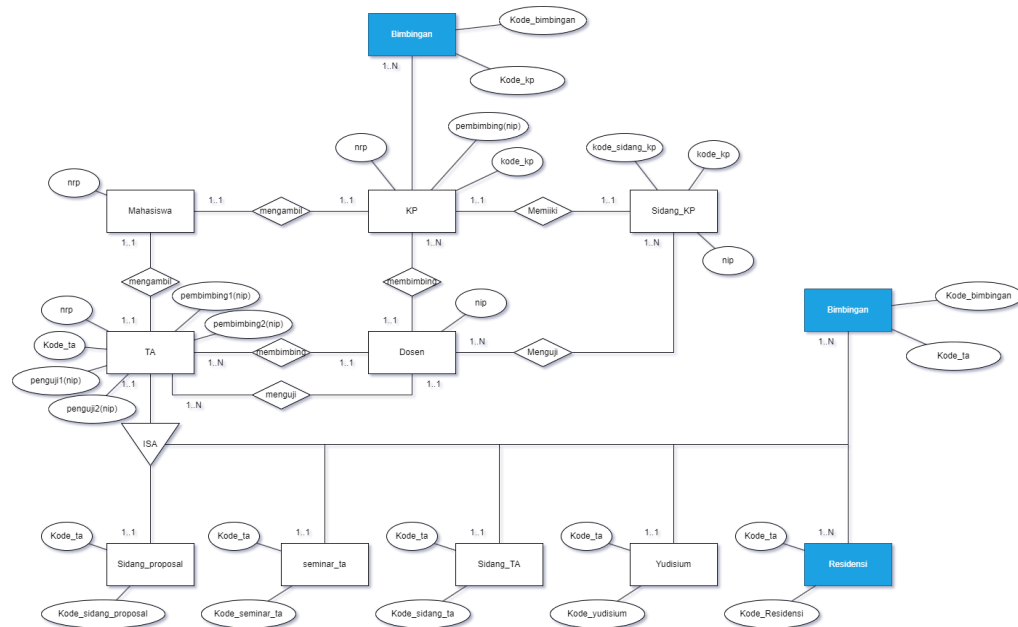 Kode_bimbingan
Bimbingan
1..N
Kode_kp
pembimbing(nip)
nrp
kode_sidang_kp
kode_kp
kode_kp
nrp
Mahasiswa
1..1
mengambil
1..1
KP
1..1
Memiiki
1..1
Sidang_KP
1..1
1..N
1..N
nip
mengambil
membimbing
pembimbing1(nip)
nrp
nip
Kode_bimbingan
Bimbingan
pembimbing2(nip)
1..1
1..1
Kode_ta
TA
1..N
membimbing
1..1
Dosen
1..N
Menguji
1..N
Kode_ta
penguji1(nip)
1..1
1..1
menguji
1..N
penguji2(nip)
ISA
1..1
1..1
1..1
1..1
1..N
Kode_ta
Kode_ta
Kode_ta
Kode_ta
Kode_ta
Sidang_proposal
seminar_ta
Sidang_TA
Yudisium
Residensi
Kode_sidang_proposal
Kode_seminar_ta
Kode_sidang_ta
Kode_yudisium
Kode_Residensi